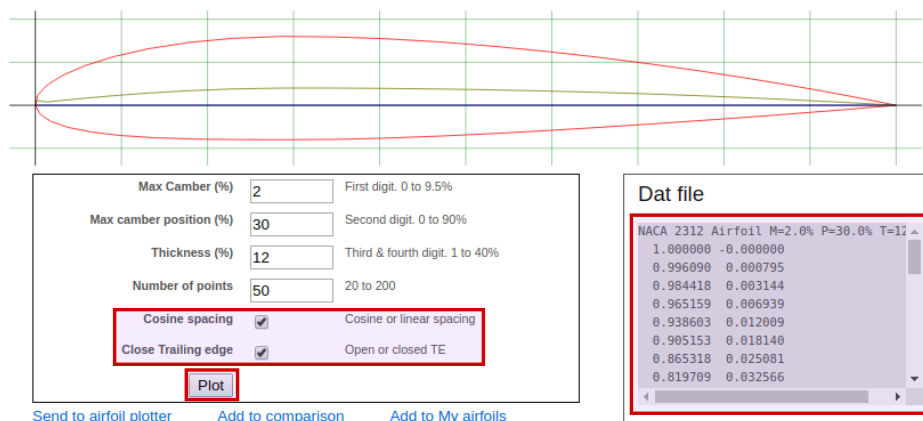 Max Camber (%) 2 First digit. 0 to 9.5%
Max camber position (%) 30 Second digit. 0 to 90%
Thickness (%) 12 Third & fourth digit. 1 to 40%
Number of points 50 20 to 200
Cosine spacing Cosine or linear spacing
Close Trailing edge Open or closed TE
Plot
Send to airfoil plotter Add to comparison Add to My airfoils
Dat file
NACA 2312 Airfoil M=2.0% P=30.0% T=12
1.000000 -0.000000
0.996090 0.000795
0.984418 0.003144
0.965159 0.006939
0.938603 0.012009
0.905153 0.018140
0.865318 0.025081
0.819709 0.032566